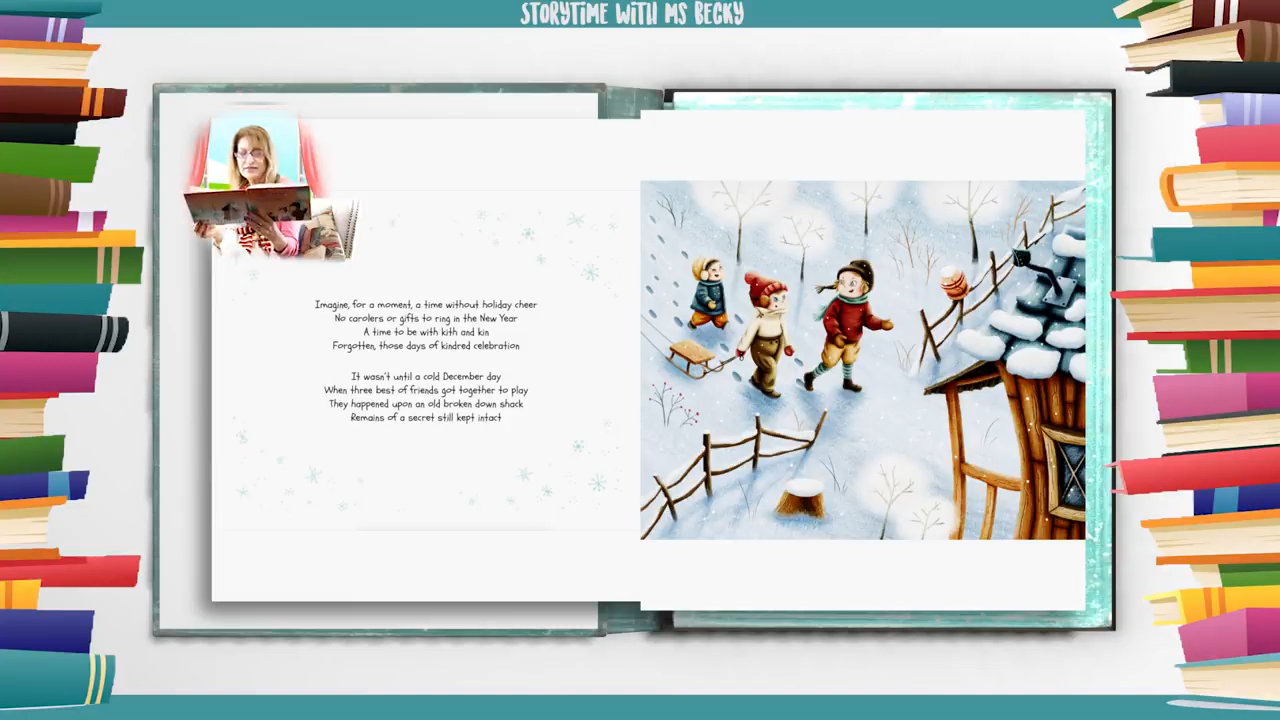 STORYTIME WITH MS BECKY
Imagine, for a moment, a time without holiday cheer
No carolers or gifts to ring in the New Year
A time to be with kith and kin
Forgotten, those days of kindred celebration
It wasn't until a cold December day
When three best of friends got together to play
They happened upon an old broken down shack
Remains of a secret still kept intact